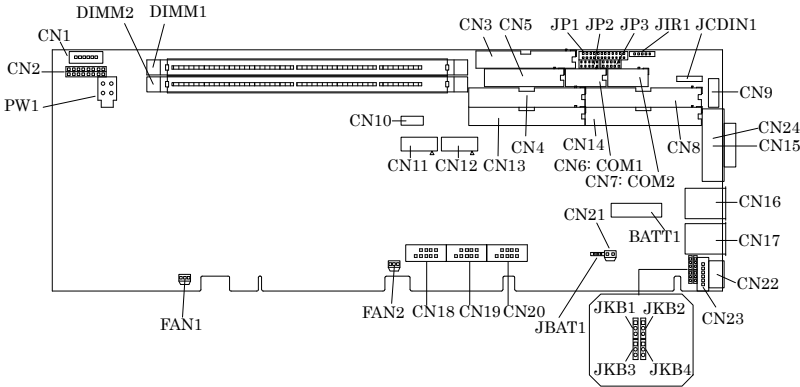 DIMM2 DIMM1
CN3 CN5 JP1 JP2 JP3 JIR1 JCDIN1
CN1
CN2
PW1
CN9
CN10
CN24
CN15
CN11 CN12 CN13 CN4 CN14 CN8
CN6: COM1
CN7: COM2
CN16
CN21
BATT1
CN17
CN22
FAN1 FAN2 CN18 CN19 CN20 JBAT1 CN23
JKB1 JKB2
JKB3 JKB4